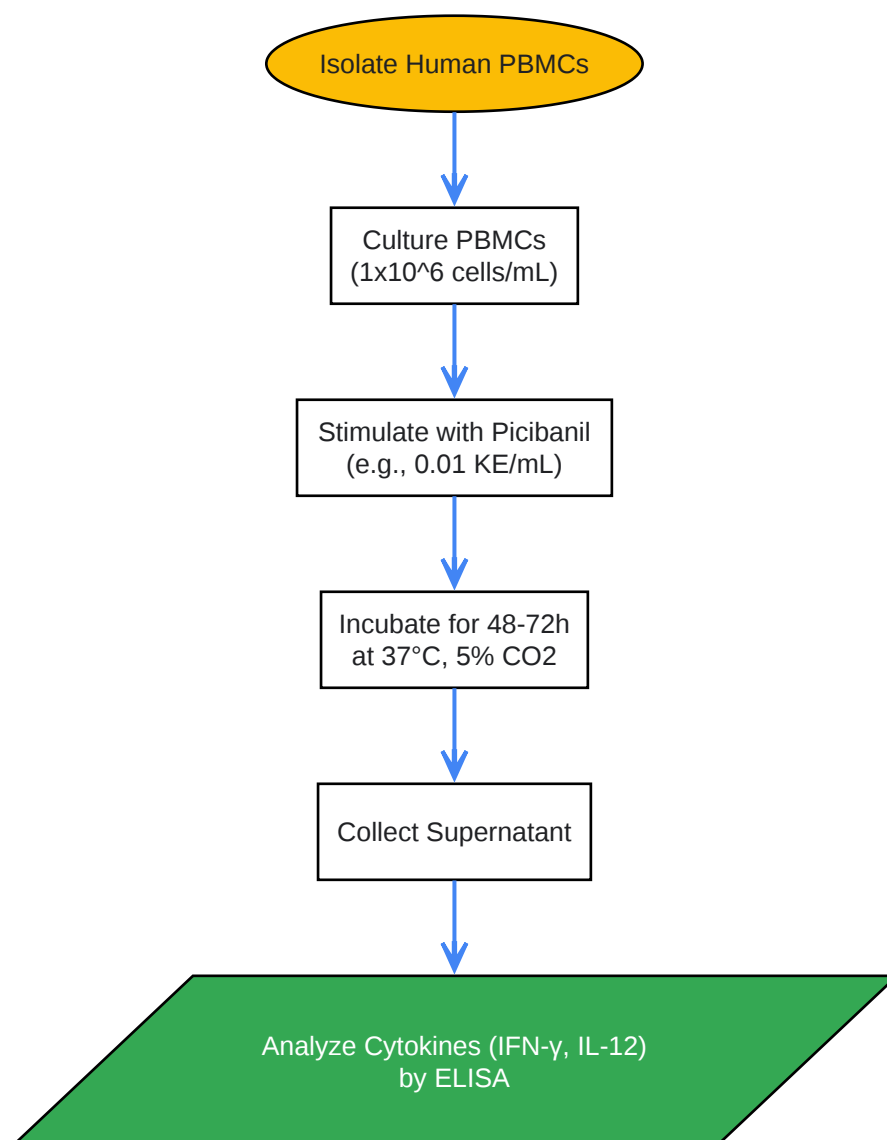 Isolate Human PBMCs
Culture PBMCs
(1x10^6 cells/mL)
Stimulate with Picibanil
(e.g., 0.01 KE/mL)
Incubate for 48-72h
at 37°C, 5% CO2
Collect Supernatant
Analyze Cytokines (IFN-γ, IL-12)
by ELISA